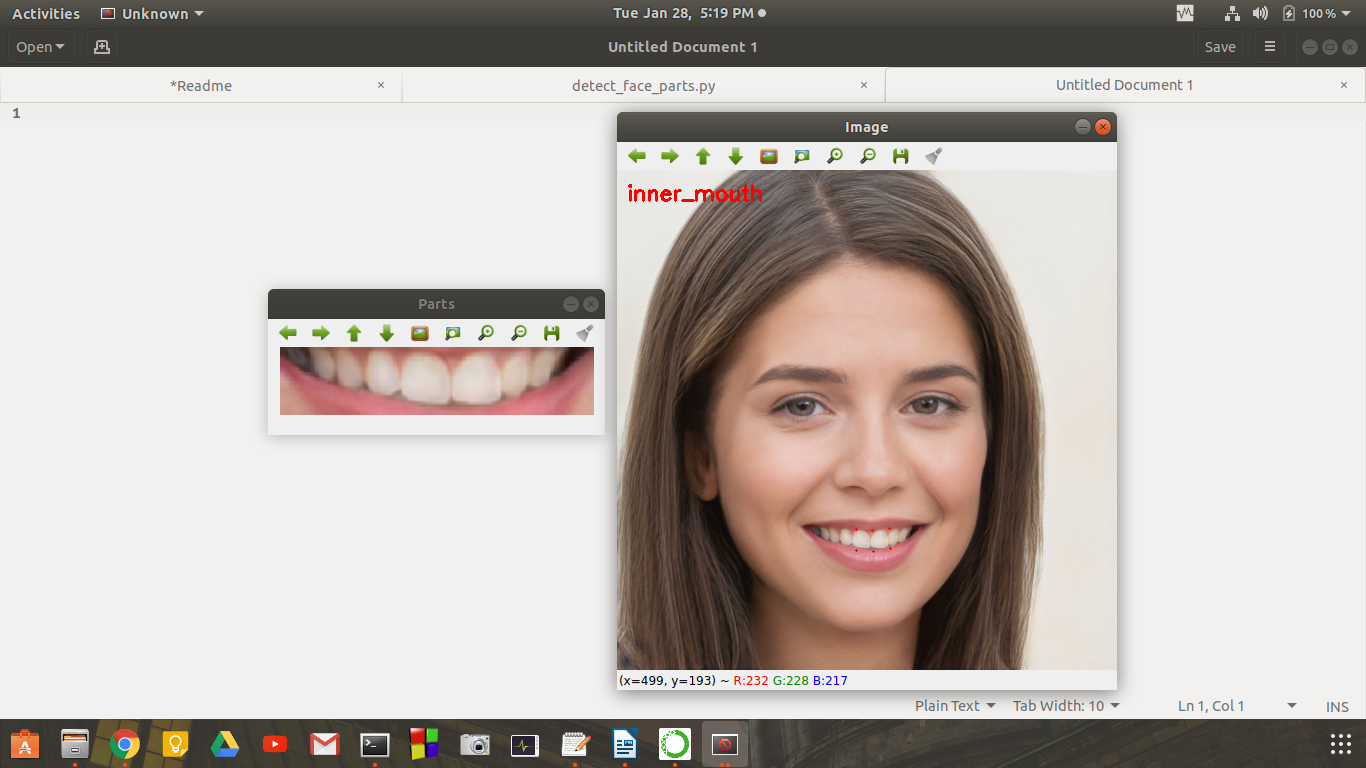 Activities
Unknown
Tue Jan 28, 5:19 PM
100 %
Open
Untitled Document 1
Save
*Readme
detect_face_parts.py
Untitled Document 1
1
Image
inner_mouth
Parts
(x=499, y=193) ~ R:232 G:228 B:217
Plain Text
Tab Width: 10
Ln 1, Col 1
INS